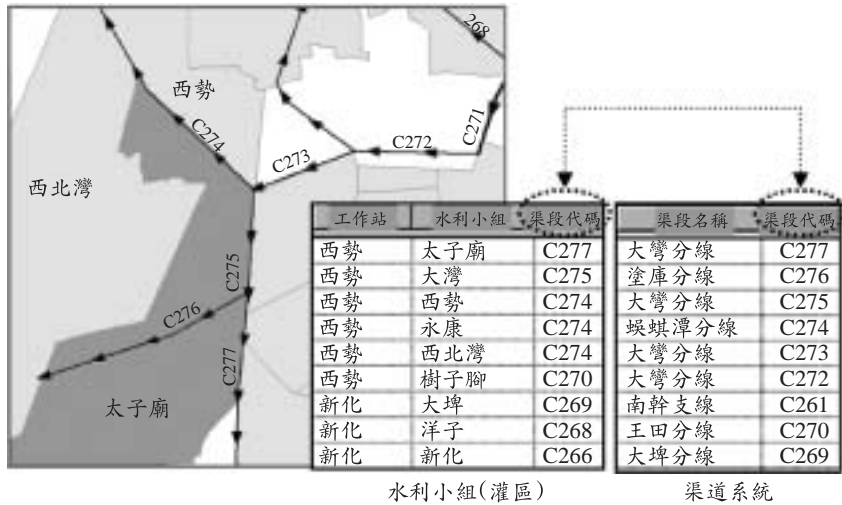 268
西勢
C274
C272
C271
C273
西北灣
C275
C276
C277
太子廟
工作站 水利小組 渠段代碼
西勢 太子廟 C277
西勢 大灣 C275
西勢 西勢 C274
西勢 永康 C274
西勢 西北灣 C274
西勢 樹子腳 C270
新化 大埤 C269
新化 洋子 C268
新化 新化 C266
水利小組(灌區)
渠段名稱 渠段代碼
大彎分線 C277
塗庫分線 C276
大彎分線 C275
蜈蜞潭分線 C274
大彎分線 C273
大彎分線 C272
南幹支線 C261
王田分線 C270
大埤分線 C269
渠道系統